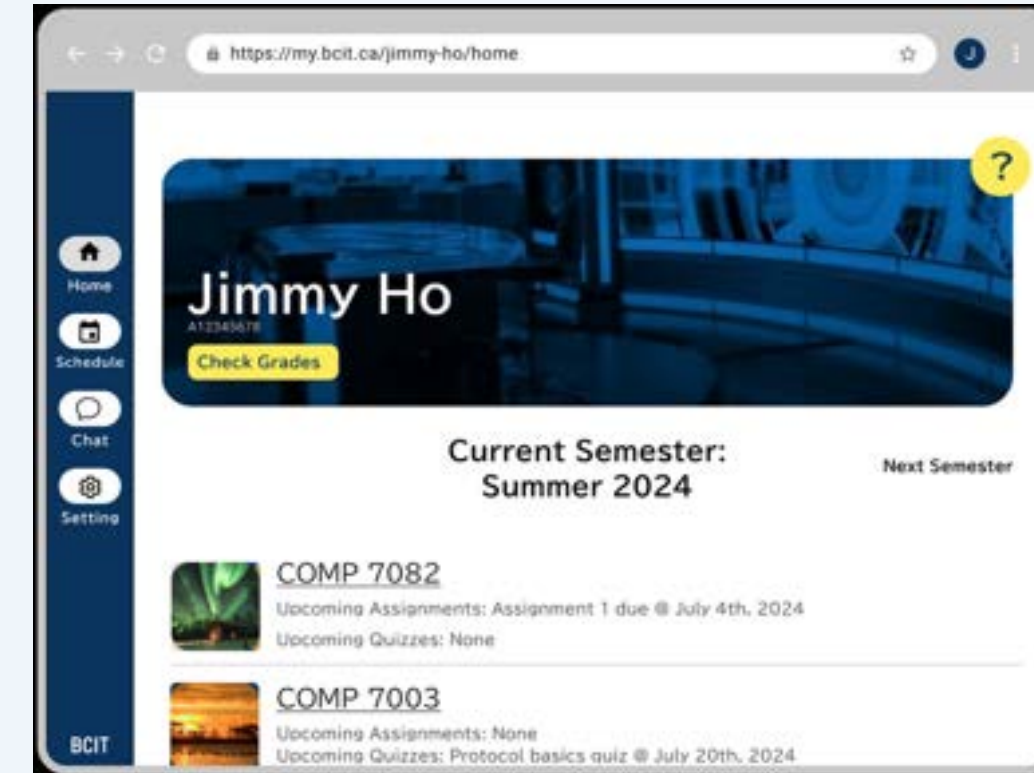 https://my.bcit.ca/jimmy-ho/home
J
?
Home
Schedule
Chat
Setting
BCIT
Jimmy Ho
A12345678
Check Grades
Current Semester:
Summer 2024
Next Semester
COMP 7082
Upcoming Assignments: Assignment 1 due @ July 4th, 2024
Upcoming Quizzes: None
COMP 7003
Upcoming Assignments: None
Upcoming Quizzes: Protocol basics quiz @ July 20th, 2024